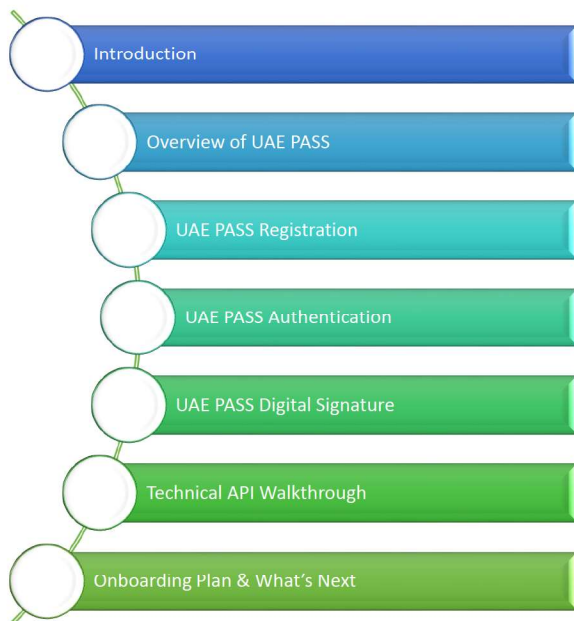 Introduction
Overview of UAE PASS
UAE PASS Registration
UAE PASS Authentication
UAE PASS Digital Signature
Technical API Walkthrough
Onboarding Plan & What's Next